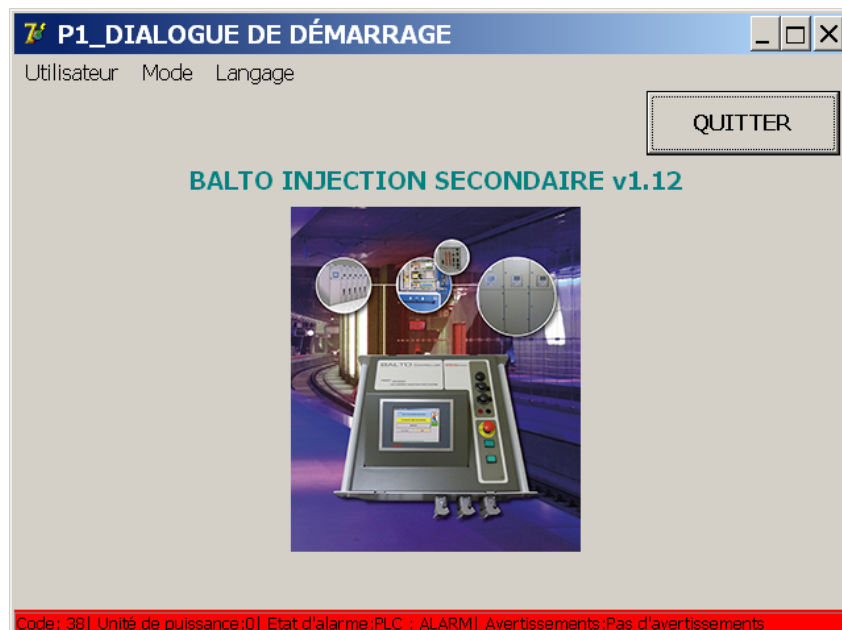 P1_DIALOGUE DE DÉMARRAGE
Utilisateur Mode Langage
QUITTER
BALTO INJECTION SECONDAIRE v1.12
BALTO
Code: 38| Unité de puissance:0| Etat d'alarme:PLC : ALARM| Avertissements:Pas d'avertissements